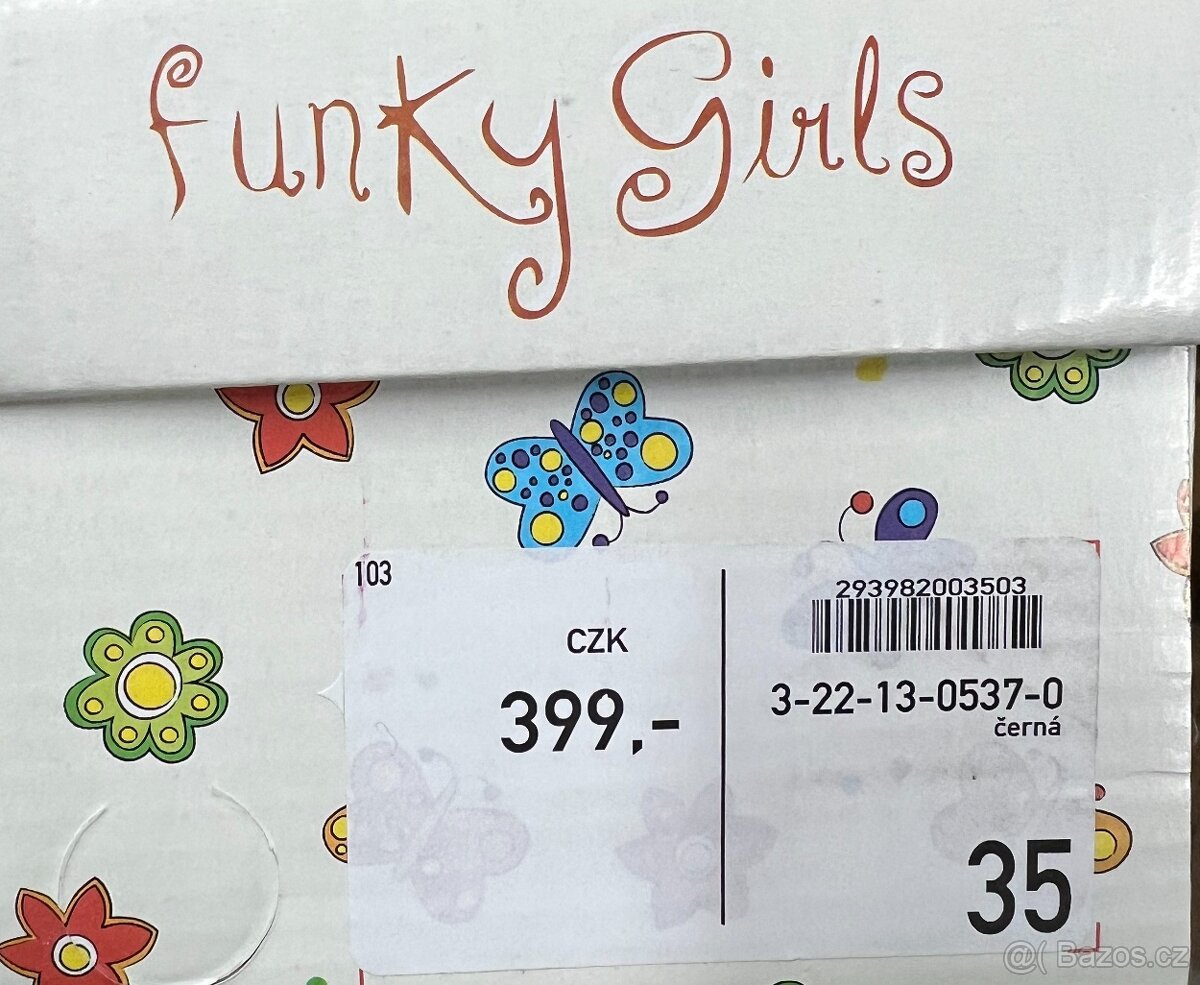 funky Girls
103
CZK
399,-
293982003503
3-22-13-0537-0
černá
35
@( Bazos.cz